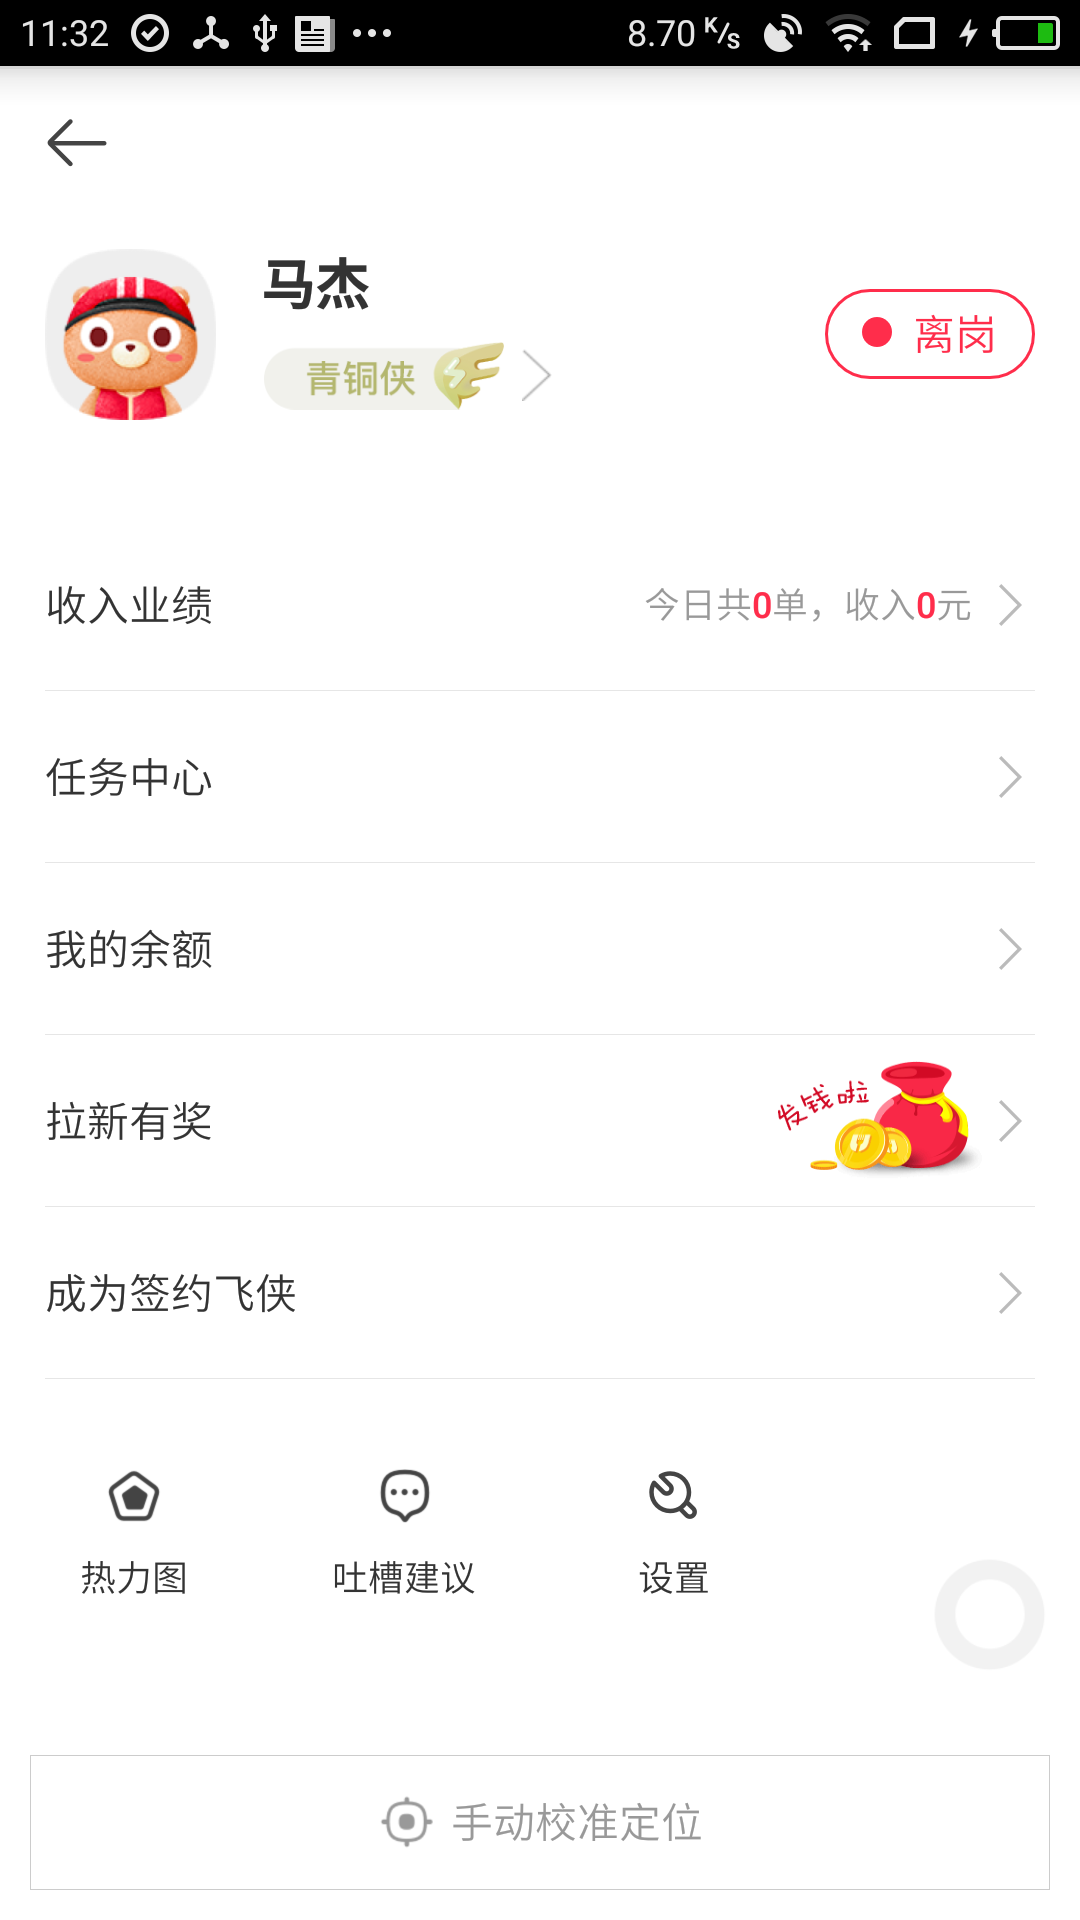 11:32 8.70 K/s
马杰
青铜侠
离岗
收入业绩 今日共0单，收入0元
任务中心
我的余额
拉新有奖 发钱啦
成为签约飞侠
热力图 吐槽建议 设置
手动校准定位